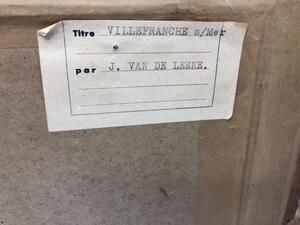 Titre VILLEFRANCHE s/Mer
par J. VAN DE LEENE.